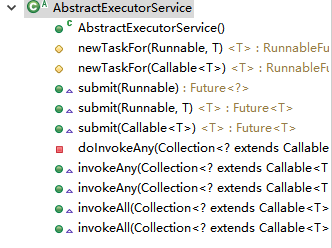 AbstractExecutorService
AbstractExecutorService()
newTaskFor(Runnable, T) <T> : RunnableFu
newTaskFor(Callable<T>) <T> : RunnableFu
submit(Runnable) : Future<?>
submit(Runnable, T) <T> : Future<T>
submit(Callable<T>) <T> : Future<T>
doInvokeAny(Collection<? extends Callable
invokeAny(Collection<? extends Callable<T
invokeAny(Collection<? extends Callable<T
invokeAll(Collection<? extends Callable<T>
invokeAll(Collection<? extends Callable<T>